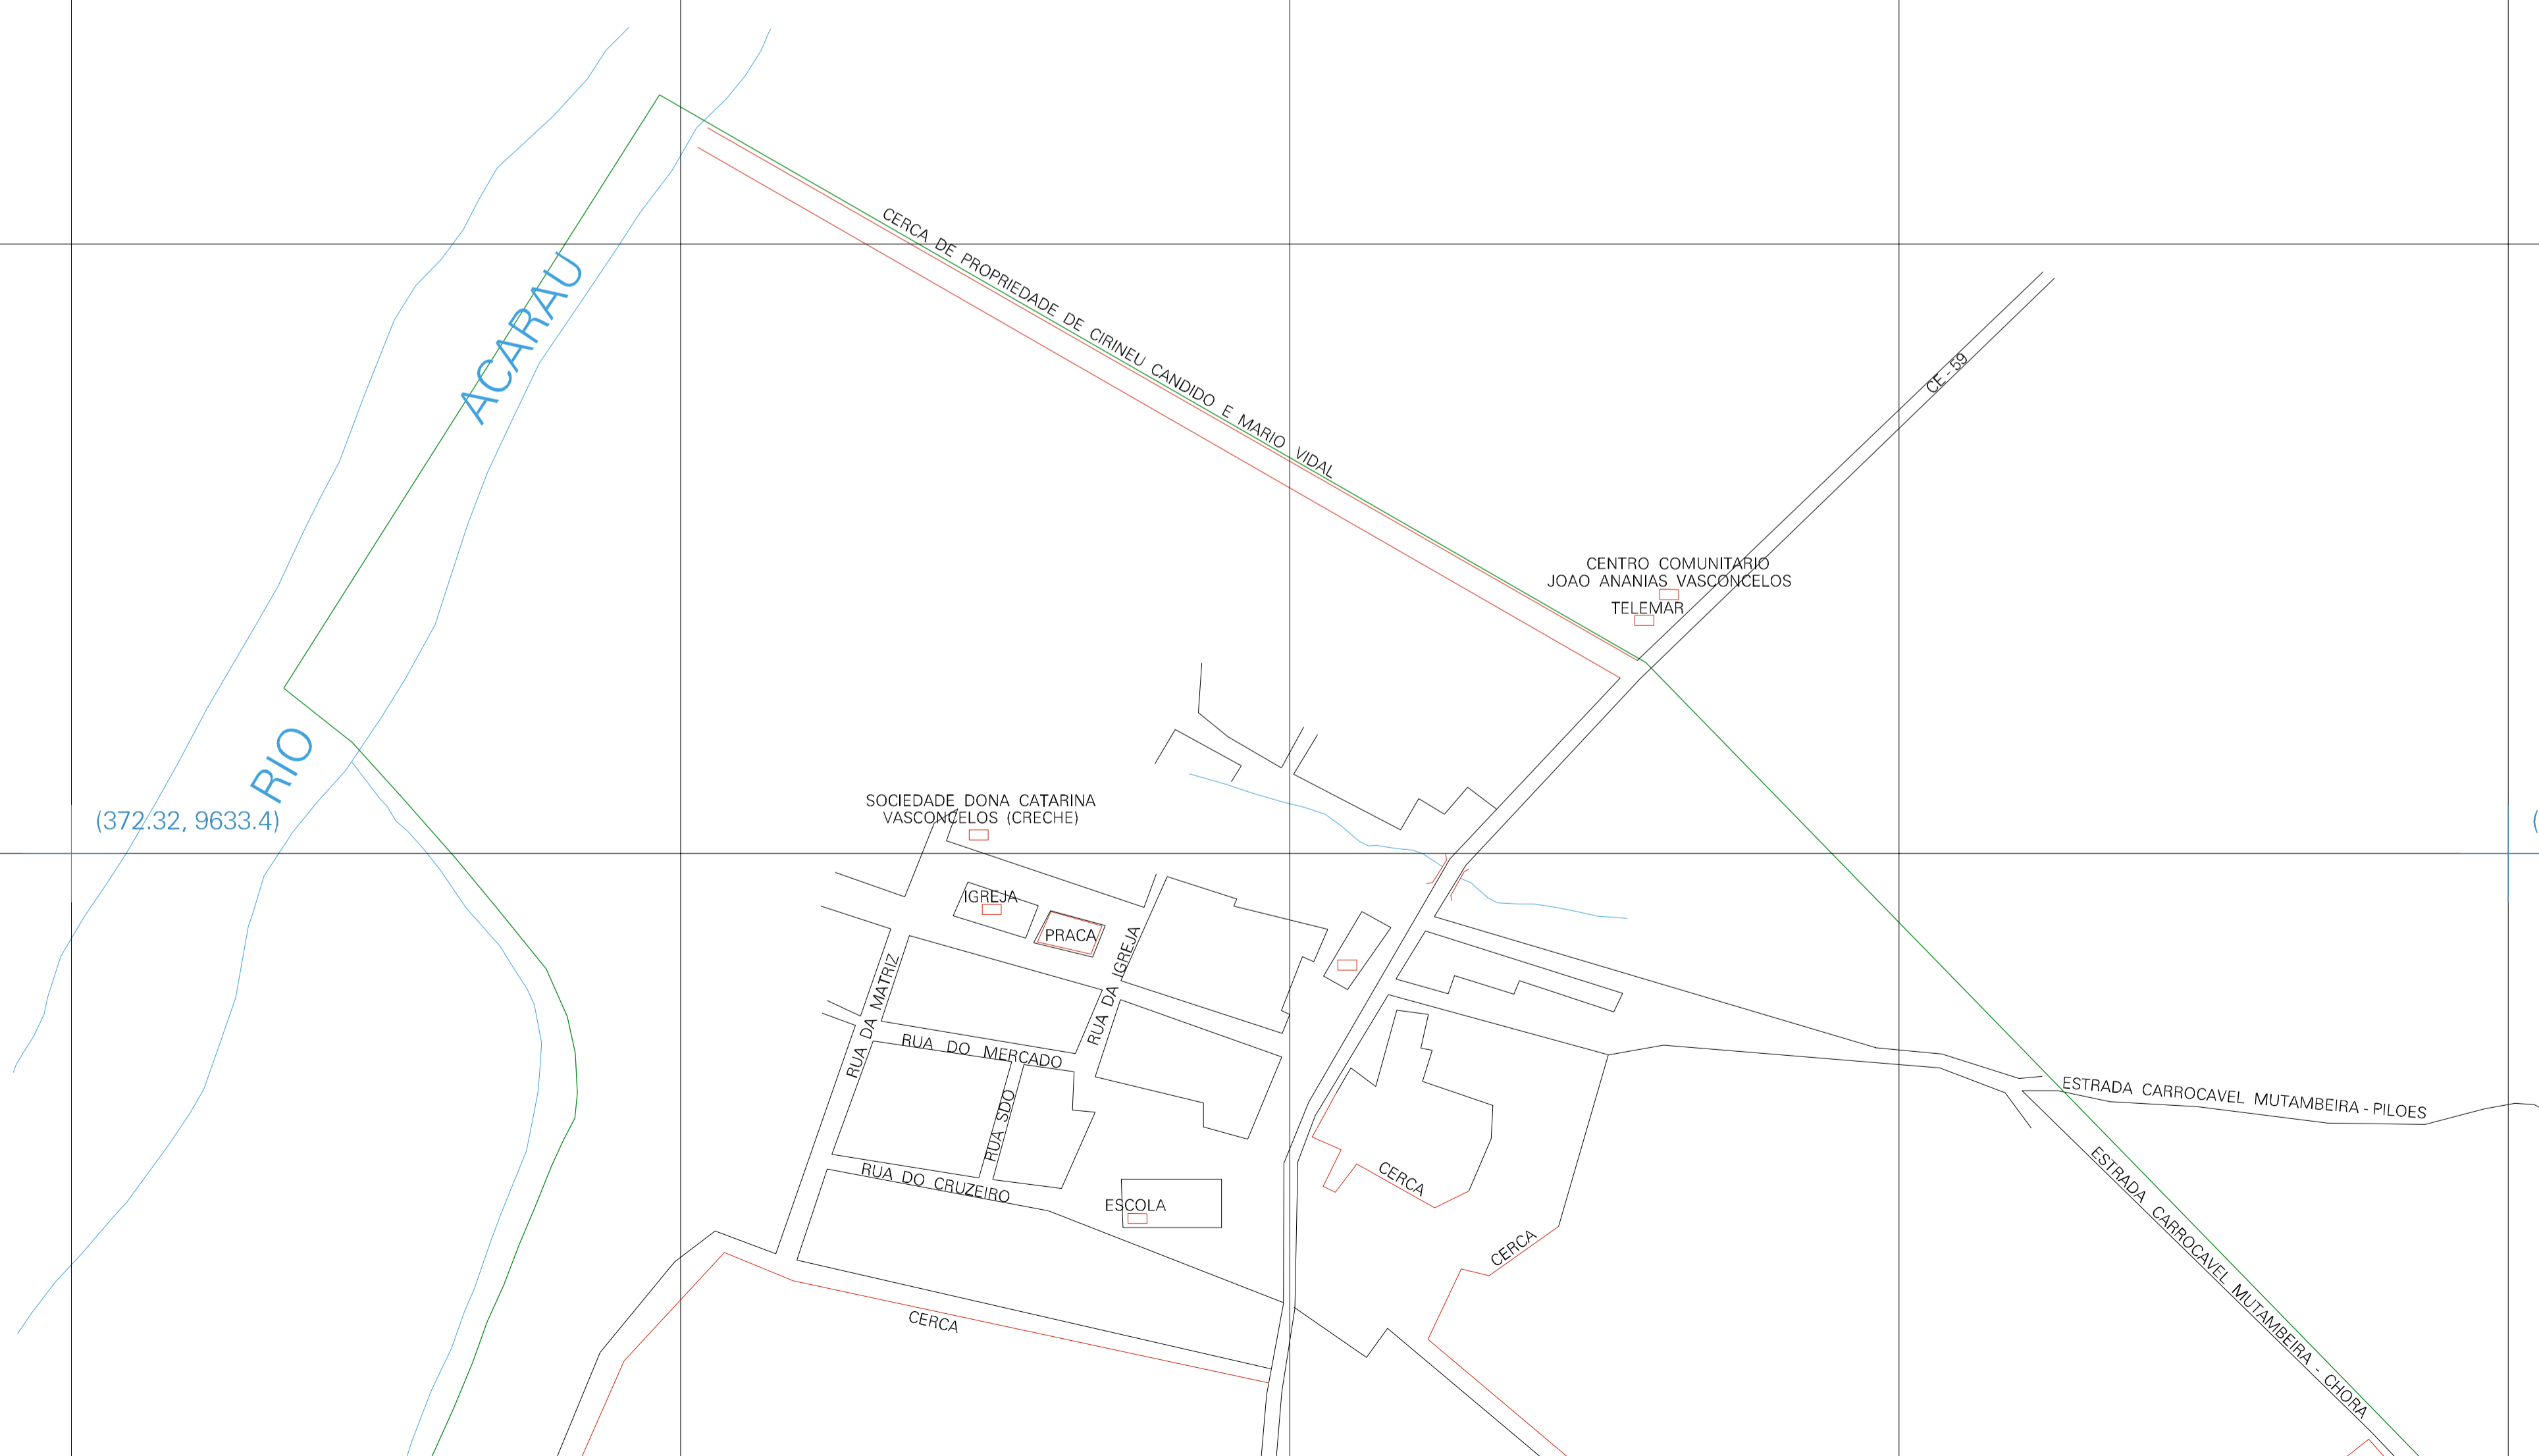 CERCA DE PROPRIEDADE DE CIRINEU CANDIDO E MARIO VIDAL
ACARAU
CE - 59
CENTRO COMUNITARIO
JOAO ANANIAS VASCONCELOS
TELEMAR
RIO
(372.32, 9633.4)
SOCIEDADE DONA CATARINA
VASCONCELOS (CRECHE)
IGREJA
PRACA
RUA DA IGREJA
RUA DA MATRIZ
RUA DO MERCADO
RUA SDO
RUA DO CRUZEIRO
ESCOLA
CERCA
CERCA
CERCA
ESTRADA CARROCAVEL MUTAMBEIRA - PILOES
ESTRADA CARROCAVEL MUTAMBEIRA - CHORA
(